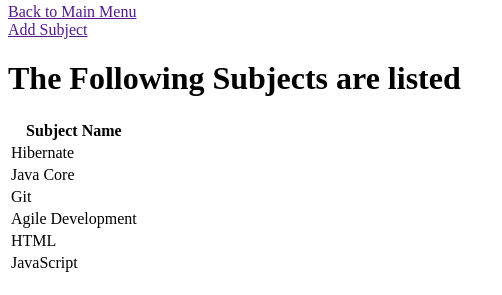 Back to Main Menu
Add Subject
The Following Subjects are listed
Subject Name
Hibernate
Java Core
Git
Agile Development
HTML
JavaScript